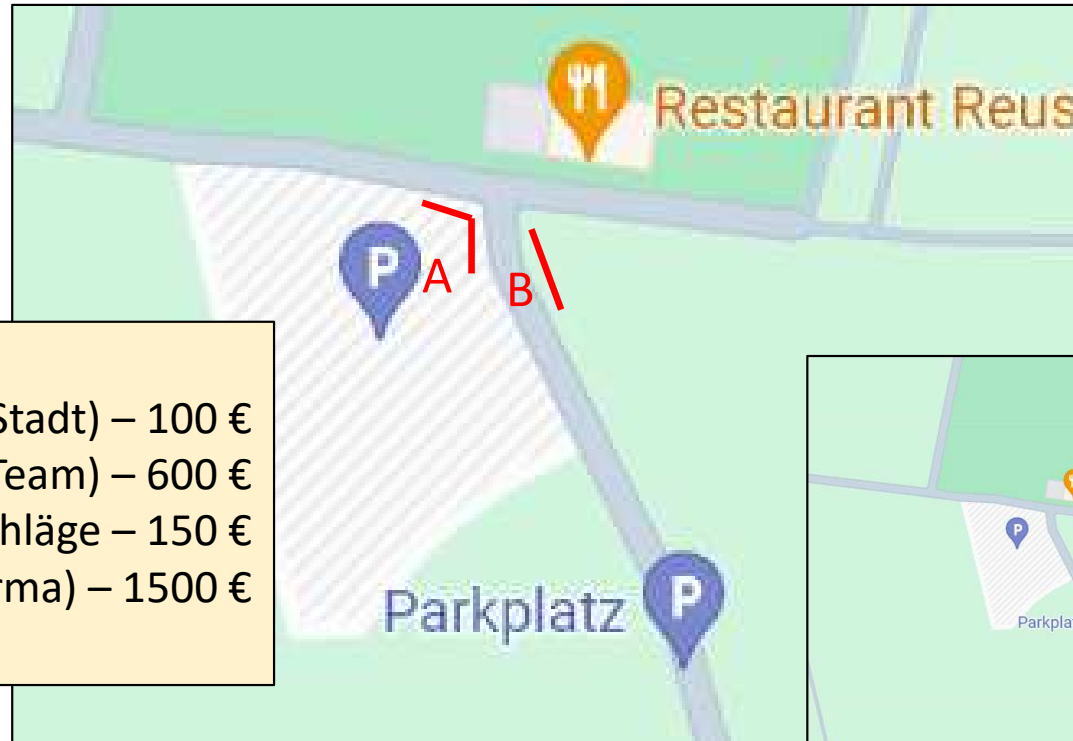 Restaurant Reus
P
A
B
Stadt) – 100 €
Team) – 600 €
hläge – 150 €
rma) – 1500 €
Parkplatz
P
P
Parkpla